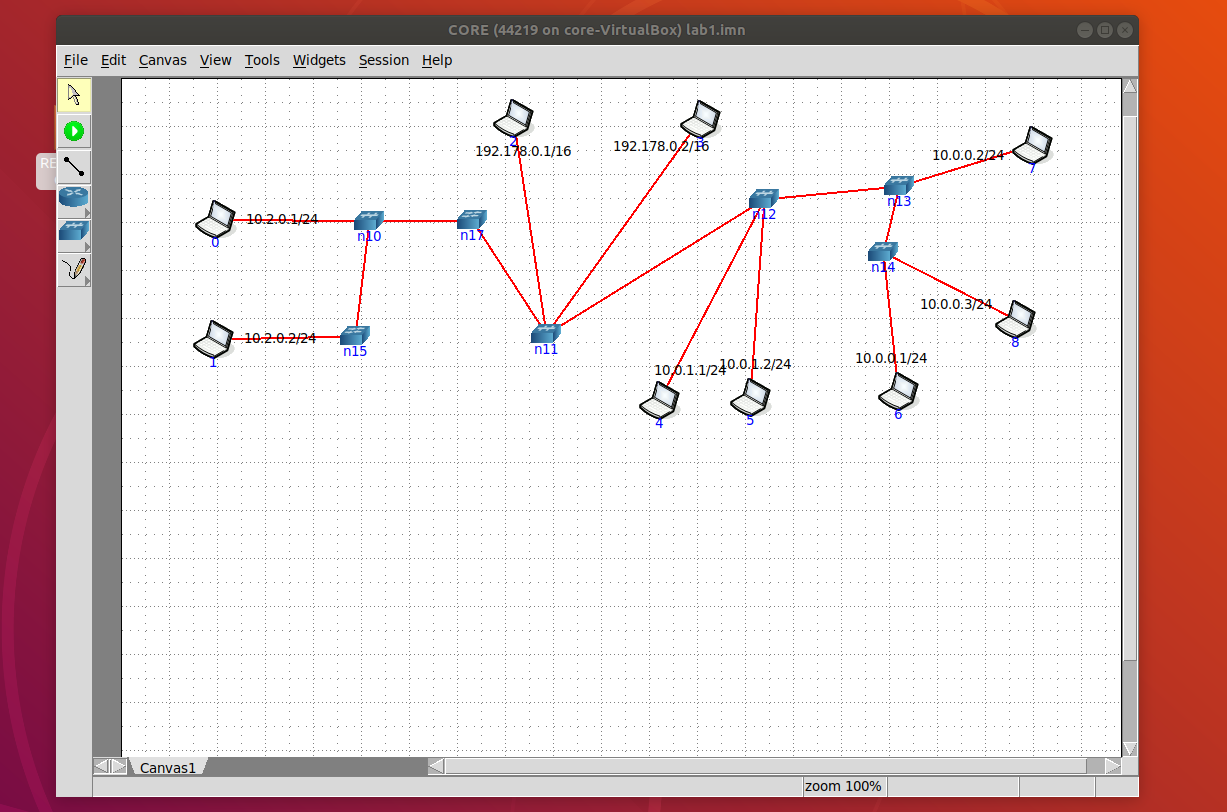 CORE (44219 on core-VirtualBox) lab1.imn
File Edit Canvas View Tools Widgets Session Help
RE
2
192.178.0.1/16
3
192.178.0.2/16
10.0.0.2/24
7
n12
n13
10.2.0.1/24
0
n10
n17
n14
10.0.0.3/24
8
10.2.0.2/24
1
n15
n11
10.0.1.1/24
4
10.0.1.2/24
5
10.0.0.1/24
6
Canvas1
zoom 100%